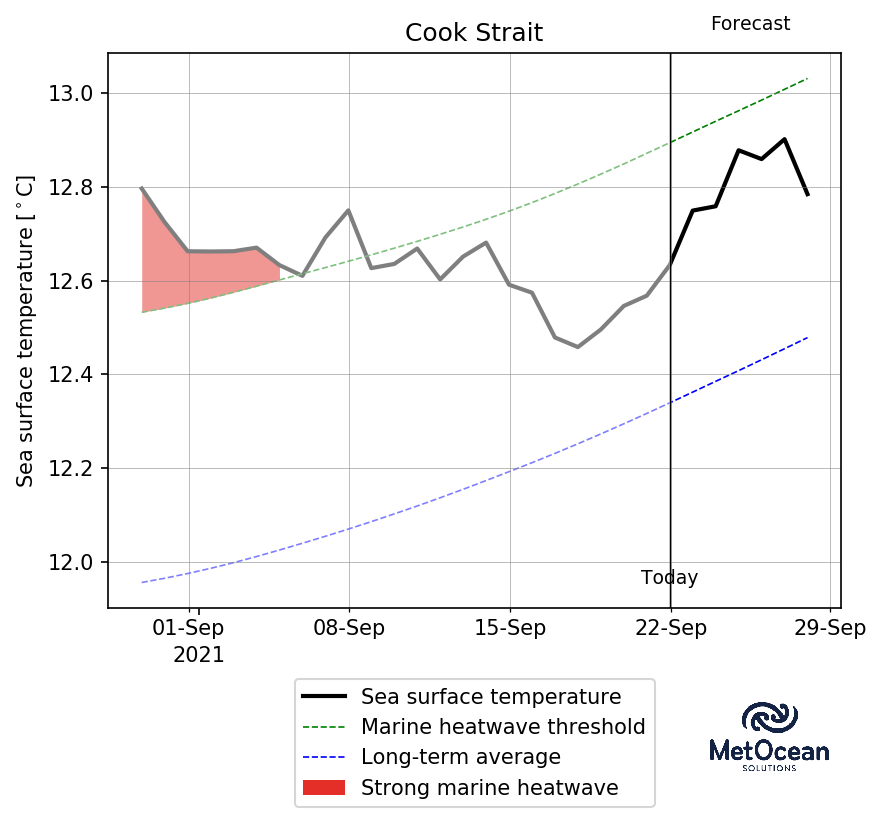 Forecast
Cook Strait
Sea surface temperature [°C]
13.0
12.8
12.6
12.4
12.2
12.0
Today
01-Sep
08-Sep
15-Sep
22-Sep
29-Sep
2021
Sea surface temperature
Marine heatwave threshold
Long-term average
Strong marine heatwave
MetOcean
SOLUTIONS